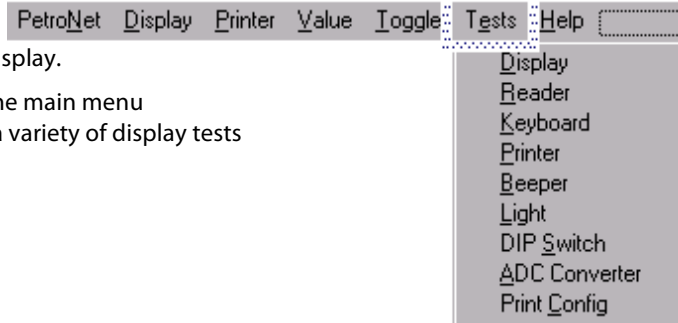 PetroNet Display Printer Value Toggle Tests Help
splay.
ne main menu
variety of display tests
Display
Reader
Keyboard
Printer
Beeper
Light
DIP Switch
ADC Converter
Print Config